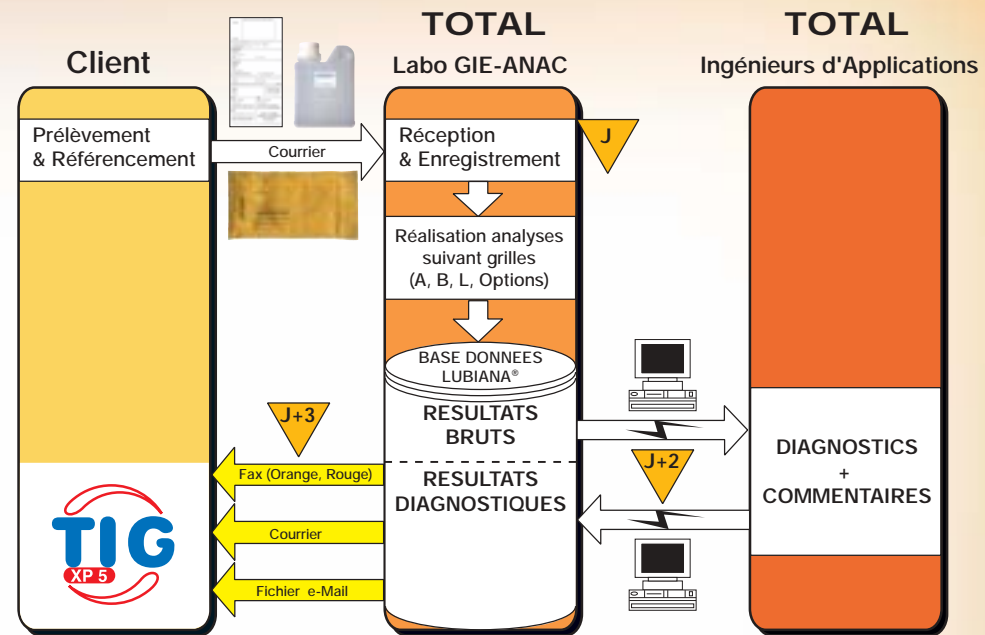 TOTAL
TOTAL
Client
Labo GIE-ANAC
Ingénieurs d'Applications
Prélèvement
& Référencement
Courrier
Réception
& Enregistrement
J
Réalisation analyses
suivant grilles
(A, B, L, Options)
BASE DONNEES
LUBIANA®
RESULTATS
BRUTS
J+3
J+2
DIAGNOSTICS
+
COMMENTAIRES
Fax (Orange, Rouge)
RESULTATS
DIAGNOSTIQUES
Courrier
Fichier e-Mail
TIG
XP 5